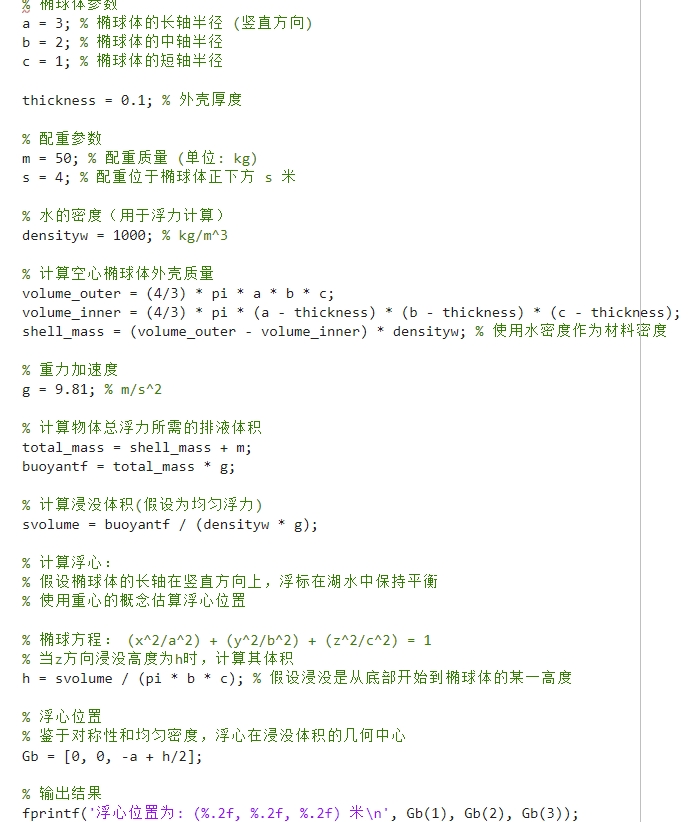 % 椭球体参数
a = 3; % 椭球体的长轴半径 (竖直方向)
b = 2; % 椭球体的中轴半径
c = 1; % 椭球体的短轴半径
thickness = 0.1; % 外壳厚度
% 配重参数
m = 50; % 配重质量 (单位: kg)
s = 4; % 配重位于椭球体正下方 s 米
% 水的密度（用于浮力计算）
densityw = 1000; % kg/m^3
% 计算空心椭球体外壳质量
volume_outer = (4/3) * pi * a * b * c;
volume_inner = (4/3) * pi * (a - thickness) * (b - thickness) * (c - thickness);
shell_mass = (volume_outer - volume_inner) * densityw; % 使用水密度作为材料密度
% 重力加速度
g = 9.81; % m/s^2
% 计算物体总浮力所需的排液体积
total_mass = shell_mass + m;
buoyantf = total_mass * g;
% 计算浸没体积(假设为均匀浮力)
svolume = buoyantf / (densityw * g);
% 计算浮心：
% 假设椭球体的长轴在竖直方向上，浮标在湖水中保持平衡
% 使用重心的概念估算浮心位置
% 椭球方程： (x^2/a^2) + (y^2/b^2) + (z^2/c^2) = 1
% 当z方向浸没高度为h时，计算其体积
h = svolume / (pi * b * c); % 假设浸没是从底部开始到椭球体的某一高度
% 浮心位置
% 鉴于对称性和均匀密度，浮心在浸没体积的几何中心
Gb = [0, 0, -a + h/2];
% 输出结果
fprintf('浮心位置为: (%.2f, %.2f, %.2f) 米\n', Gb(1), Gb(2), Gb(3));